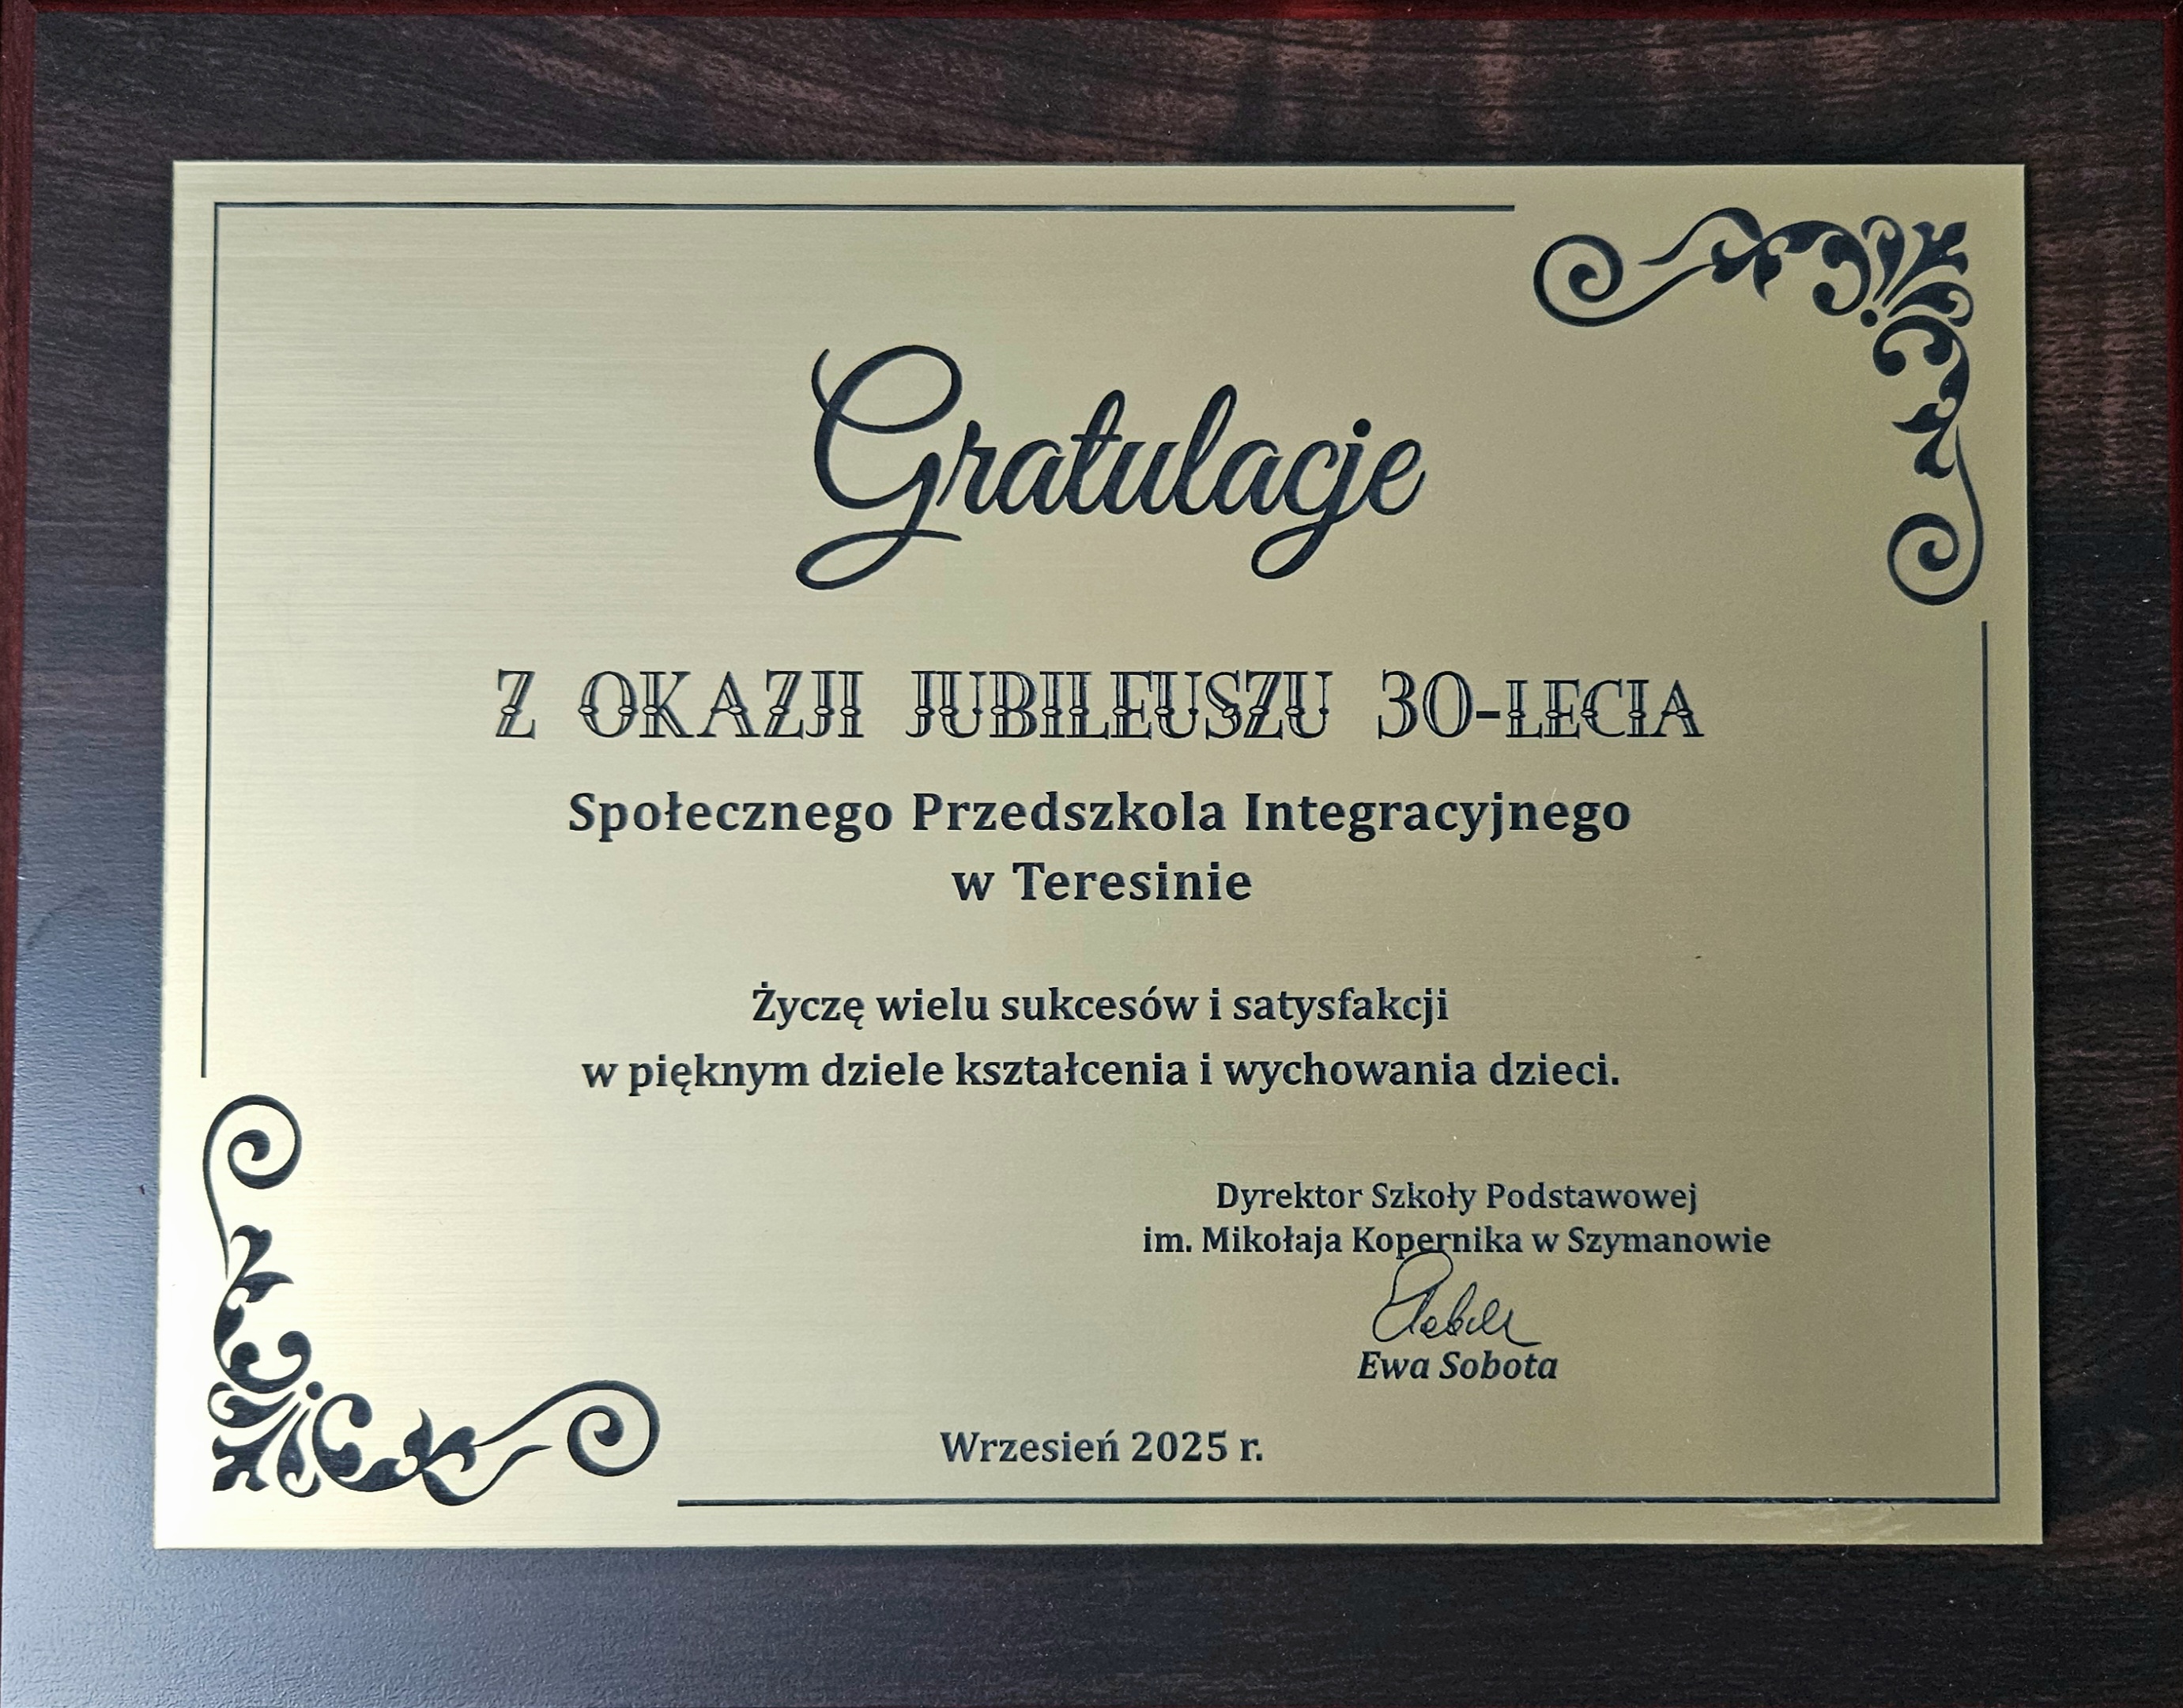 Gratulacje
Z OKAZJI JUBILEUSZU 30-LECIA
Społecznego Przedszkola Integracyjnego
w Teresinie
Życzę wielu sukcesów i satysfakcji
w pięknym dziele kształcenia i wychowania dzieci.
Dyrektor Szkoły Podstawowej
im. Mikołaja Kopernika w Szymanowie
Ewa Sobota
Wrzesień 2025 r.